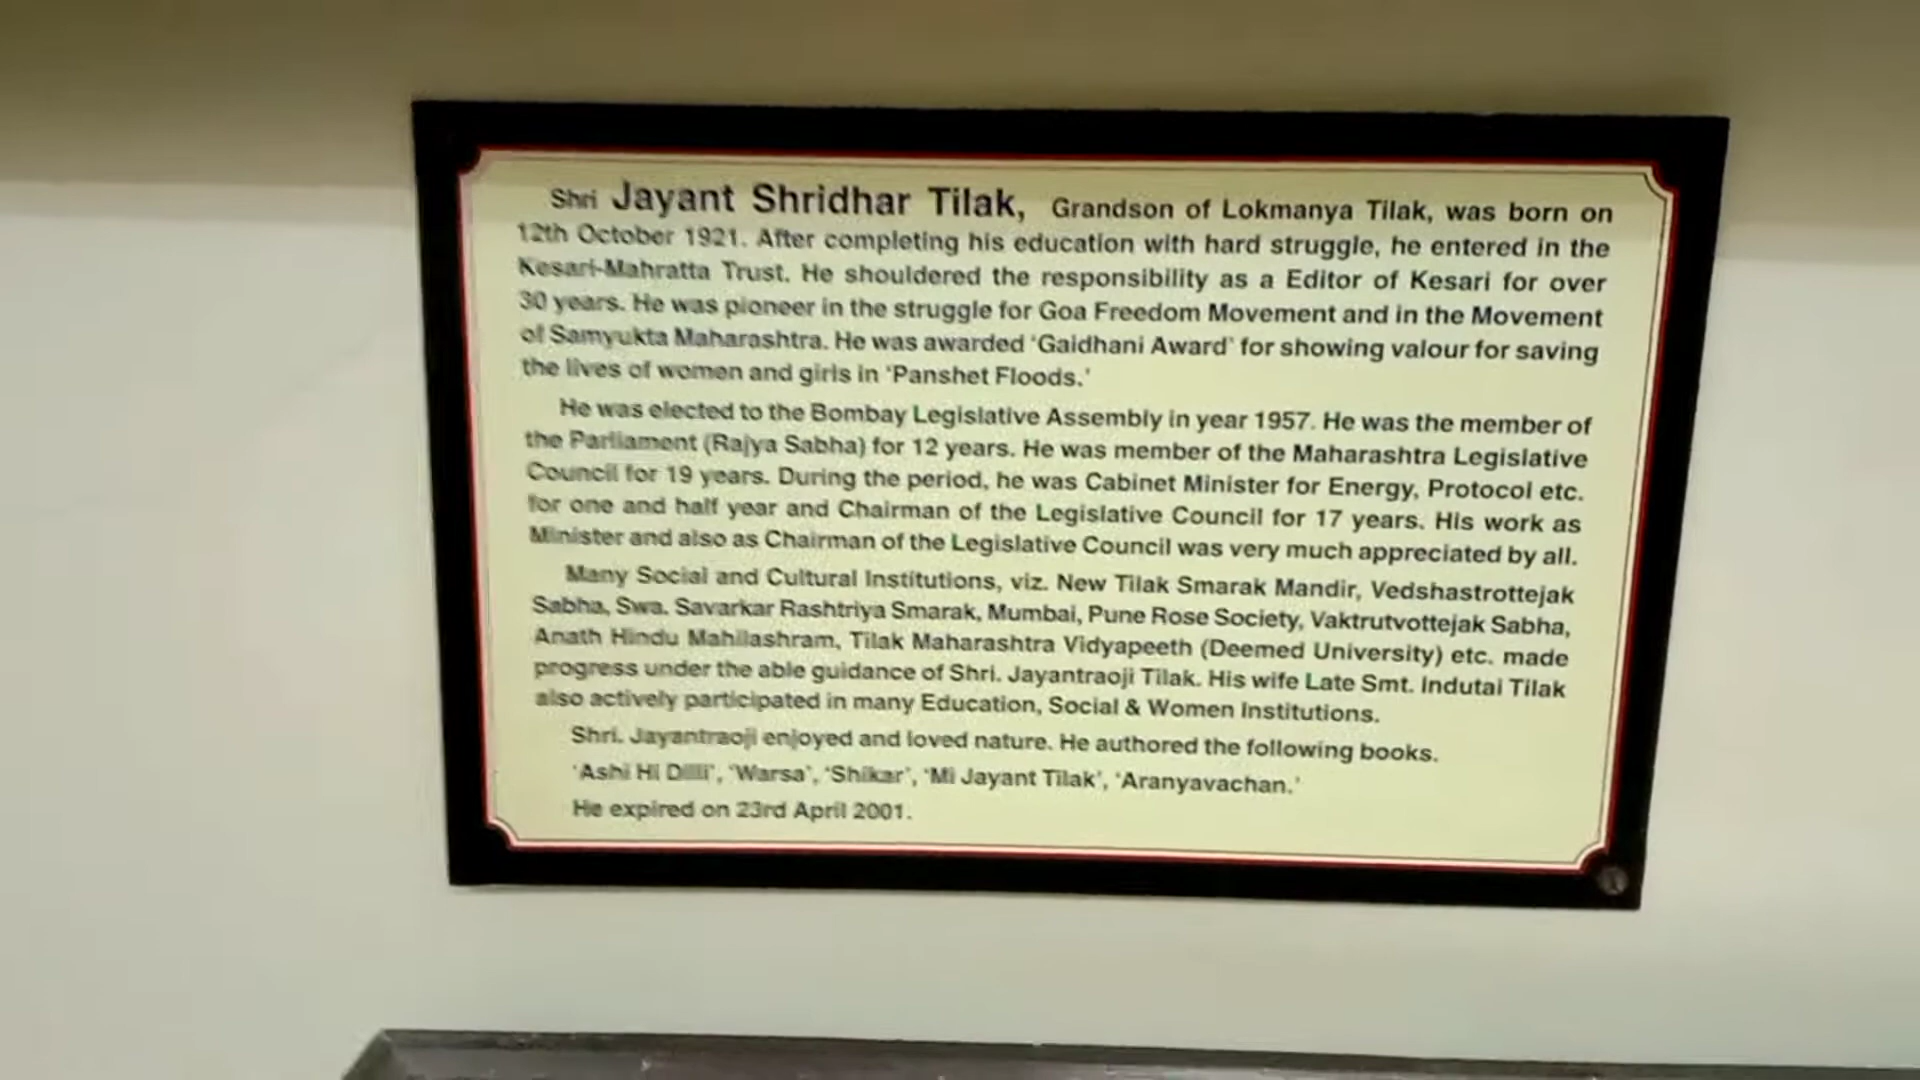 Shri Jayant Shridhar Tilak, Grandson of Lokmanya Tilak, was born on
12th October 1921. After completing his education with hard struggle, he entered in the
Kesari-Mahratta Trust. He shouldered the responsibility as a Editor of Kesari for over
30 years. He was pioneer in the struggle for Goa Freedom Movement and in the Movement
of Samyukta Maharashtra. He was awarded 'Gaidhani Award' for showing valour for saving
the lives of women and girls in 'Panshet Floods.'
He was elected to the Bombay Legislative Assembly in year 1957. He was the member of
the Parliament (Rajya Sabha) for 12 years. He was member of the Maharashtra Legislative
Council for 19 years. During the period, he was Cabinet Minister for Energy, Protocol etc.
for one and half year and Chairman of the Legislative Council for 17 years. His work as
Minister and also as Chairman of the Legislative Council was very much appreciated by all.
Many Social and Cultural Institutions, viz. New Tilak Smarak Mandir, Vedshastrottejak
Sabha, Swa. Savarkar Rashtriya Smarak, Mumbai, Pune Rose Society, Vaktrutvottejak Sabha,
Anath Hindu Mahilashram, Tilak Maharashtra Vidyapeeth (Deemed University) etc. made
progress under the able guidance of Shri. Jayantraoji Tilak. His wife Late Smt. Indutai Tilak
also actively participated in many Education, Social & Women Institutions.
Shri. Jayantraoji enjoyed and loved nature. He authored the following books.
'Ashi Hi Dilli', 'Warsa', 'Shikar', 'Mi Jayant Tilak', 'Aranyavachan.'
He expired on 23rd April 2001.